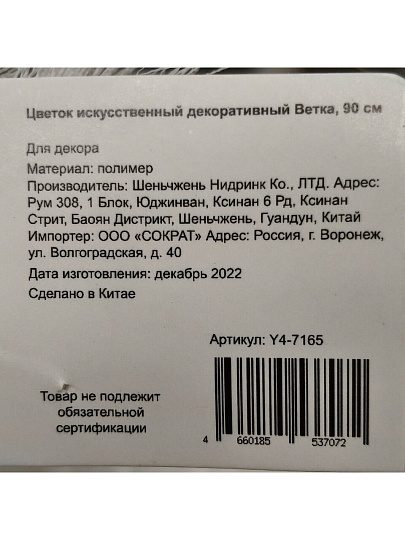 Цветок искусственный декоративный Ветка, 90 см
Для декора
Материал: полимер
Производитель: Шеньчжень Нидринк Ко., ЛТД. Адрес:
Рум 308, 1 Блок, Юджинван, Ксинан 6 Рд, Ксинан
Стрит, Баоян Дистрикт, Шеньчжень, Гуандун, Китай
Импортер: ООО «СОКРАТ» Адрес: Россия, г. Воронеж,
ул. Волгоградская, д. 40
Дата изготовления: декабрь 2022
Сделано в Китае
Артикул: Y4-7165
Товар не подлежит
обязательной
сертификации
4 660185 537072